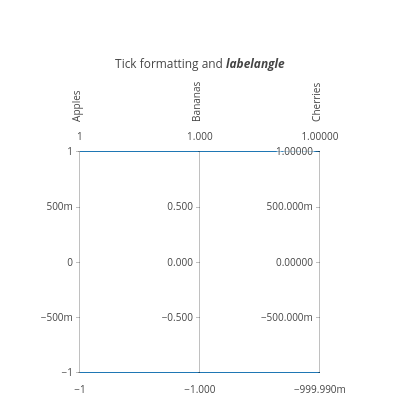 Tick formatting and labelangle
Apples
Bananas
Cherries
1 1.000 1.00000
1 1.00000
500m 0.500 500.000m
0 0.000 0.00000
−500m −0.500 −500.000m
−1
−1 −1.000 −999.990m